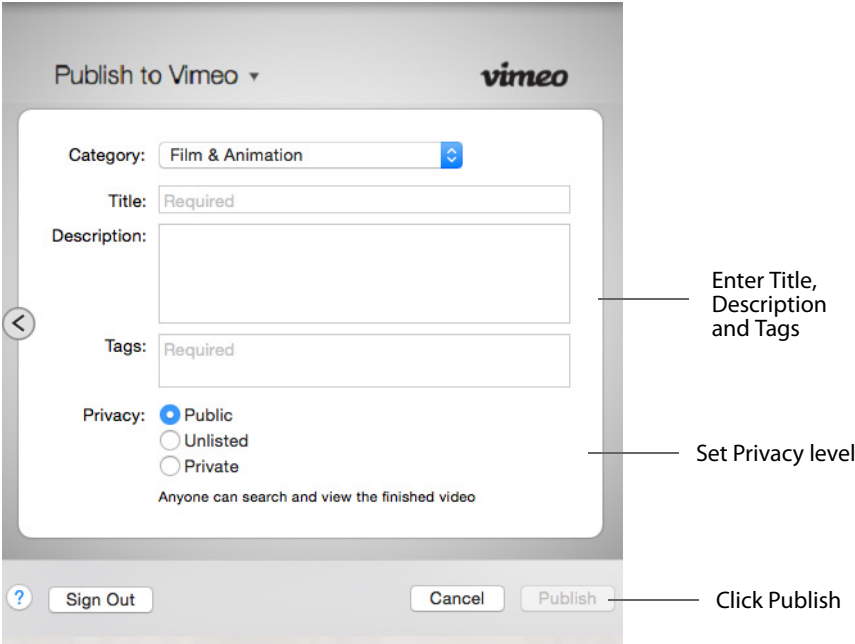 Publish to Vimeo ▾
vimeo
Category: Film & Animation
Title: Required
Description:
Enter Title,
Description
and Tags
<
Tags: Required
Privacy: Public
Unlisted
Set Privacy level
Private
Anyone can search and view the finished video
? Sign Out Cancel Publish
Click Publish